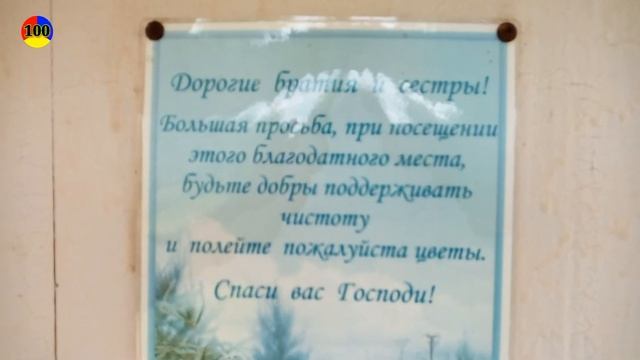 100
Дорогие братия и сестры!
Большая просьба, при посещении
этого благодатного места,
будьте добры поддерживать
чистоту
и полейте пожалуйста цветы.
Спаси вас Господи!